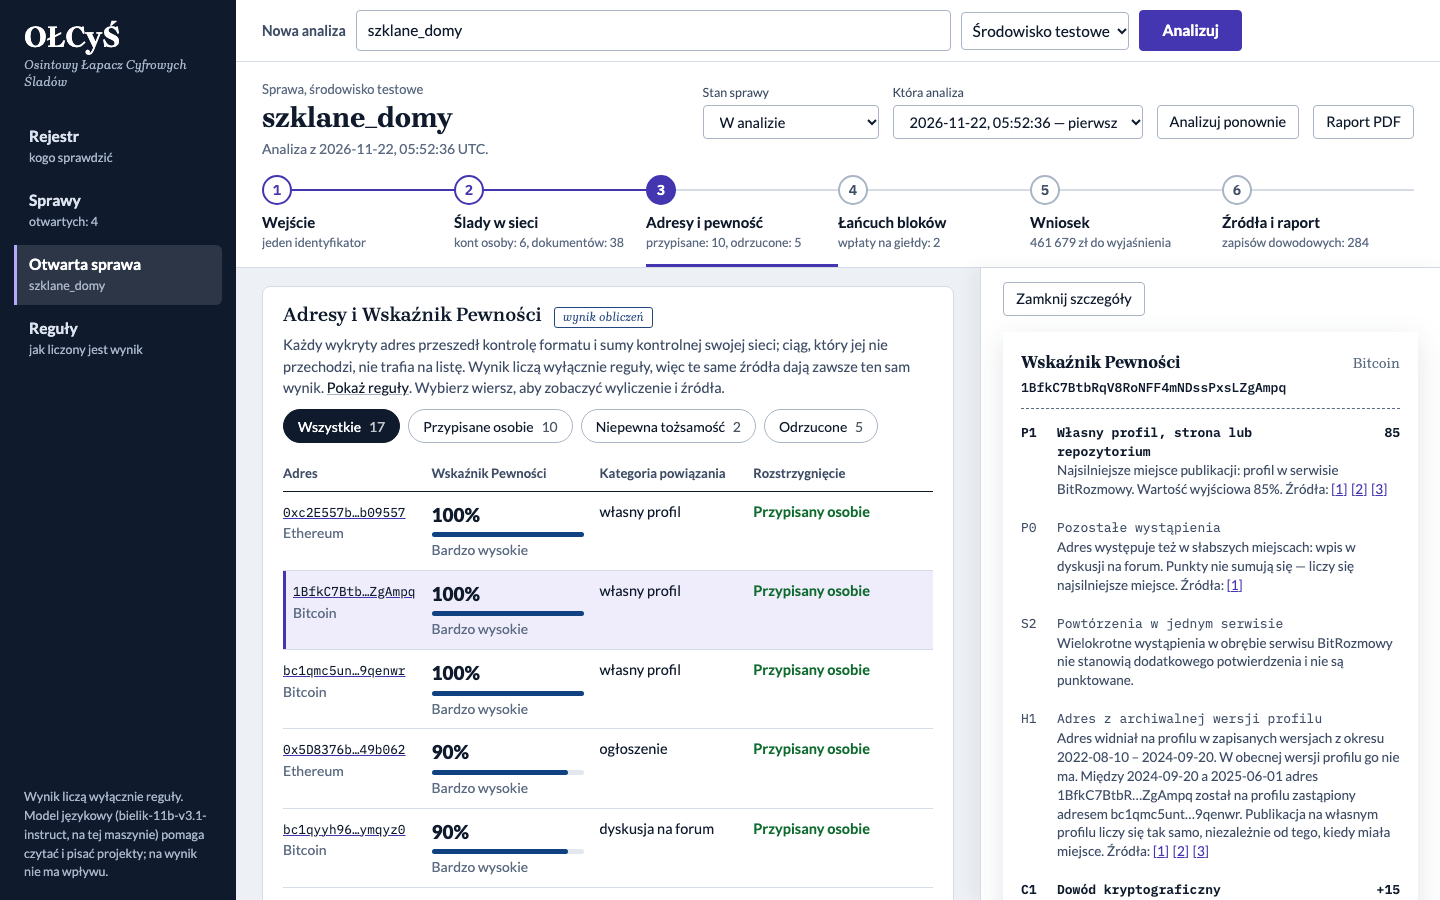 OŁCyŚ
Osintowy Łapacz Cyfrowych
Śladów
Rejestr
kogo sprawdzić
Sprawy
otwartych: 4
Otwarta sprawa
szklane_domy
Reguły
jak liczony jest wynik
Wynik liczą wyłącznie reguły.
Model językowy (bielik-11b-v3.1-
instruct, na tej maszynie) pomaga
czytać i pisać projekty; na wynik
nie ma wpływu.
Nowa analiza
szklane_domy
Środowisko testowe
Analizuj
Sprawa, środowisko testowe
szklane_domy
Analiza z 2026-11-22, 05:52:36 UTC.
Stan sprawy
W analizie
Która analiza
2026-11-22, 05:52:36 — pierwsz
Analizuj ponownie
Raport PDF
1
Wejście
jeden identyfikator
2
Ślady w sieci
kont osoby: 6, dokumentów: 38
3
Adresy i pewność
przypisane: 10, odrzucone: 5
4
Łańcuch bloków
wpłaty na giełdy: 2
5
Wniosek
461 679 zł do wyjaśnienia
6
Źródła i raport
zapisów dowodowych: 284
Adresy i Wskaźnik Pewności wynik obliczeń
Każdy wykryty adres przeszedł kontrolę formatu i sumy kontrolnej swojej sieci; ciąg, który jej nie
przechodzi, nie trafia na listę. Wynik liczą wyłącznie reguły, więc te same źródła dają zawsze ten sam
wynik. Pokaż reguły. Wybierz wiersz, aby zobaczyć wyliczenie i źródła.
Wszystkie 17
Przypisane osobie 10
Niepewna tożsamość 2
Odrzucone 5
Adres Wskaźnik Pewności Kategoria powiązania Rozstrzygnięcie
0xc2E557b…b09557 100% własny profil Przypisany osobie
Ethereum
Bardzo wysokie
1BfkC7Btb…ZgAmpq 100% własny profil Przypisany osobie
Bitcoin
Bardzo wysokie
bc1qmc5un…9qenwr 100% własny profil Przypisany osobie
Bitcoin
Bardzo wysokie
0x5D8376b…49b062 90% ogłoszenie Przypisany osobie
Ethereum
Bardzo wysokie
bc1qyyh96…ymqyz0 90% dyskusja na forum Przypisany osobie
Bitcoin
Bardzo wysokie
Zamknij szczegóły
Wskaźnik Pewności Bitcoin
1BfkC7BtbRqV8RoNFF4mNDssPxsLZgAmpq
P1 Własny profil, strona lub 85
repozytorium
Najsilniejsze miejsce publikacji: profil w serwisie
BitRozmowy. Wartość wyjściowa 85%. Źródła: [1] [2] [3]
P0 Pozostałe wystąpienia
Adres występuje też w słabszych miejscach: wpis w
dyskusji na forum. Punkty nie sumują się — liczy się
najsilniejsze miejsce. Źródła: [1]
S2 Powtórzenia w jednym serwisie
Wielokrotne wystąpienia w obrębie serwisu BitRozmowy
nie stanowią dodatkowego potwierdzenia i nie są
punktowane.
H1 Adres z archiwalnej wersji profilu
Adres widniał na profilu w zapisanych wersjach z okresu
2022-08-10 – 2024-09-20. W obecnej wersji profilu go nie
ma. Między 2024-09-20 a 2025-06-01 adres
1BfkC7BtbR…ZgAmpq został na profilu zastąpiony
adresem bc1qmc5unt…9qenwr. Publikacja na własnym
profilu liczy się tak samo, niezależnie od tego, kiedy miała
miejsce. Źródła: [1] [2] [3]
C1 Dowód kryptograficzny +15